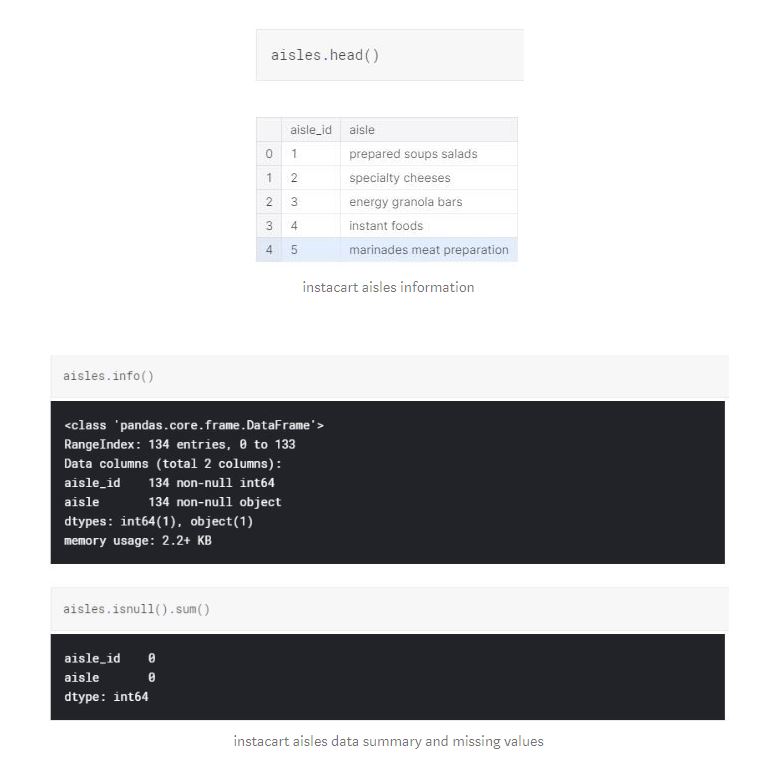 aisles.head()
aisle_id aisle
0 1 prepared soups salads
1 2 specialty cheeses
2 3 energy granola bars
3 4 instant foods
4 5 marinades meat preparation
instacart aisles information
aisles.info()
<class 'pandas.core.frame.DataFrame'>
RangeIndex: 134 entries, 0 to 133
Data columns (total 2 columns):
aisle_id    134 non-null int64
aisle       134 non-null object
dtypes: int64(1), object(1)
memory usage: 2.2+ KB
aisles.isnull().sum()
aisle_id    0
aisle       0
dtype: int64
instacart aisles data summary and missing values